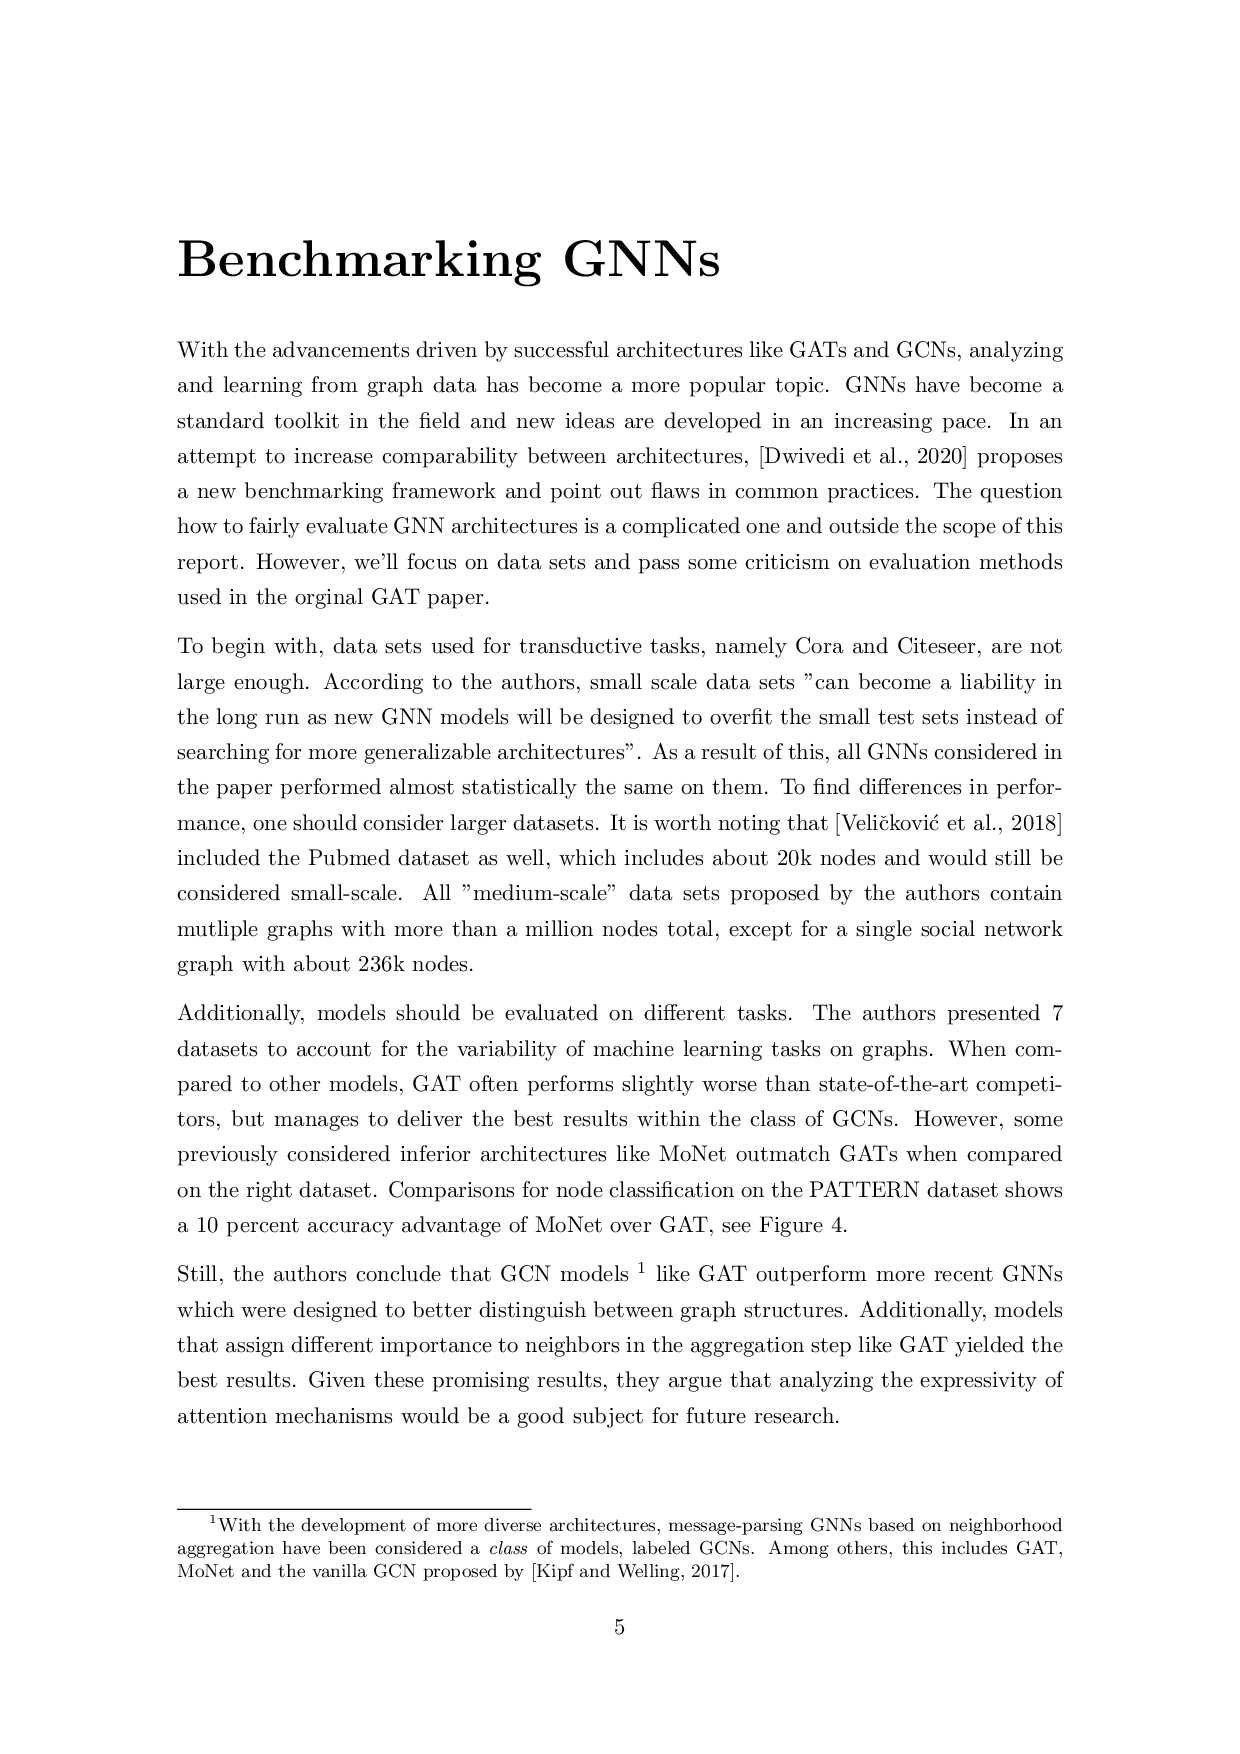 Benchmarking GNNs
With the advancements driven by successful architectures like GATs and GCNs, analyzing
and learning from graph data has become a more popular topic. GNNs have become a
standard toolkit in the field and new ideas are developed in an increasing pace. In an
attempt to increase comparability between architectures, [Dwivedi et al., 2020] proposes
a new benchmarking framework and point out flaws in common practices. The question
how to fairly evaluate GNN architectures is a complicated one and outside the scope of this
report. However, we'll focus on data sets and pass some criticism on evaluation methods
used in the orginal GAT paper.
To begin with, data sets used for transductive tasks, namely Cora and Citeseer, are not
large enough. According to the authors, small scale data sets ”can become a liability in
the long run as new GNN models will be designed to overfit the small test sets instead of
searching for more generalizable architectures”. As a result of this, all GNNs considered in
the paper performed almost statistically the same on them. To find differences in perfor-
mance, one should consider larger datasets. It is worth noting that [Veličković et al., 2018]
included the Pubmed dataset as well, which includes about 20k nodes and would still be
considered small-scale. All ”medium-scale” data sets proposed by the authors contain
mutliple graphs with more than a million nodes total, except for a single social network
graph with about 236k nodes.
Additionally, models should be evaluated on different tasks. The authors presented 7
datasets to account for the variability of machine learning tasks on graphs. When com-
pared to other models, GAT often performs slightly worse than state-of-the-art competi-
tors, but manages to deliver the best results within the class of GCNs. However, some
previously considered inferior architectures like MoNet outmatch GATs when compared
on the right dataset. Comparisons for node classification on the PATTERN dataset shows
a 10 percent accuracy advantage of MoNet over GAT, see Figure 4.
Still, the authors conclude that GCN models ¹ like GAT outperform more recent GNNs
which were designed to better distinguish between graph structures. Additionally, models
that assign different importance to neighbors in the aggregation step like GAT yielded the
best results. Given these promising results, they argue that analyzing the expressivity of
attention mechanisms would be a good subject for future research.
¹With the development of more diverse architectures, message-parsing GNNs based on neighborhood
aggregation have been considered a class of models, labeled GCNs. Among others, this includes GAT,
MoNet and the vanilla GCN proposed by [Kipf and Welling, 2017].
5